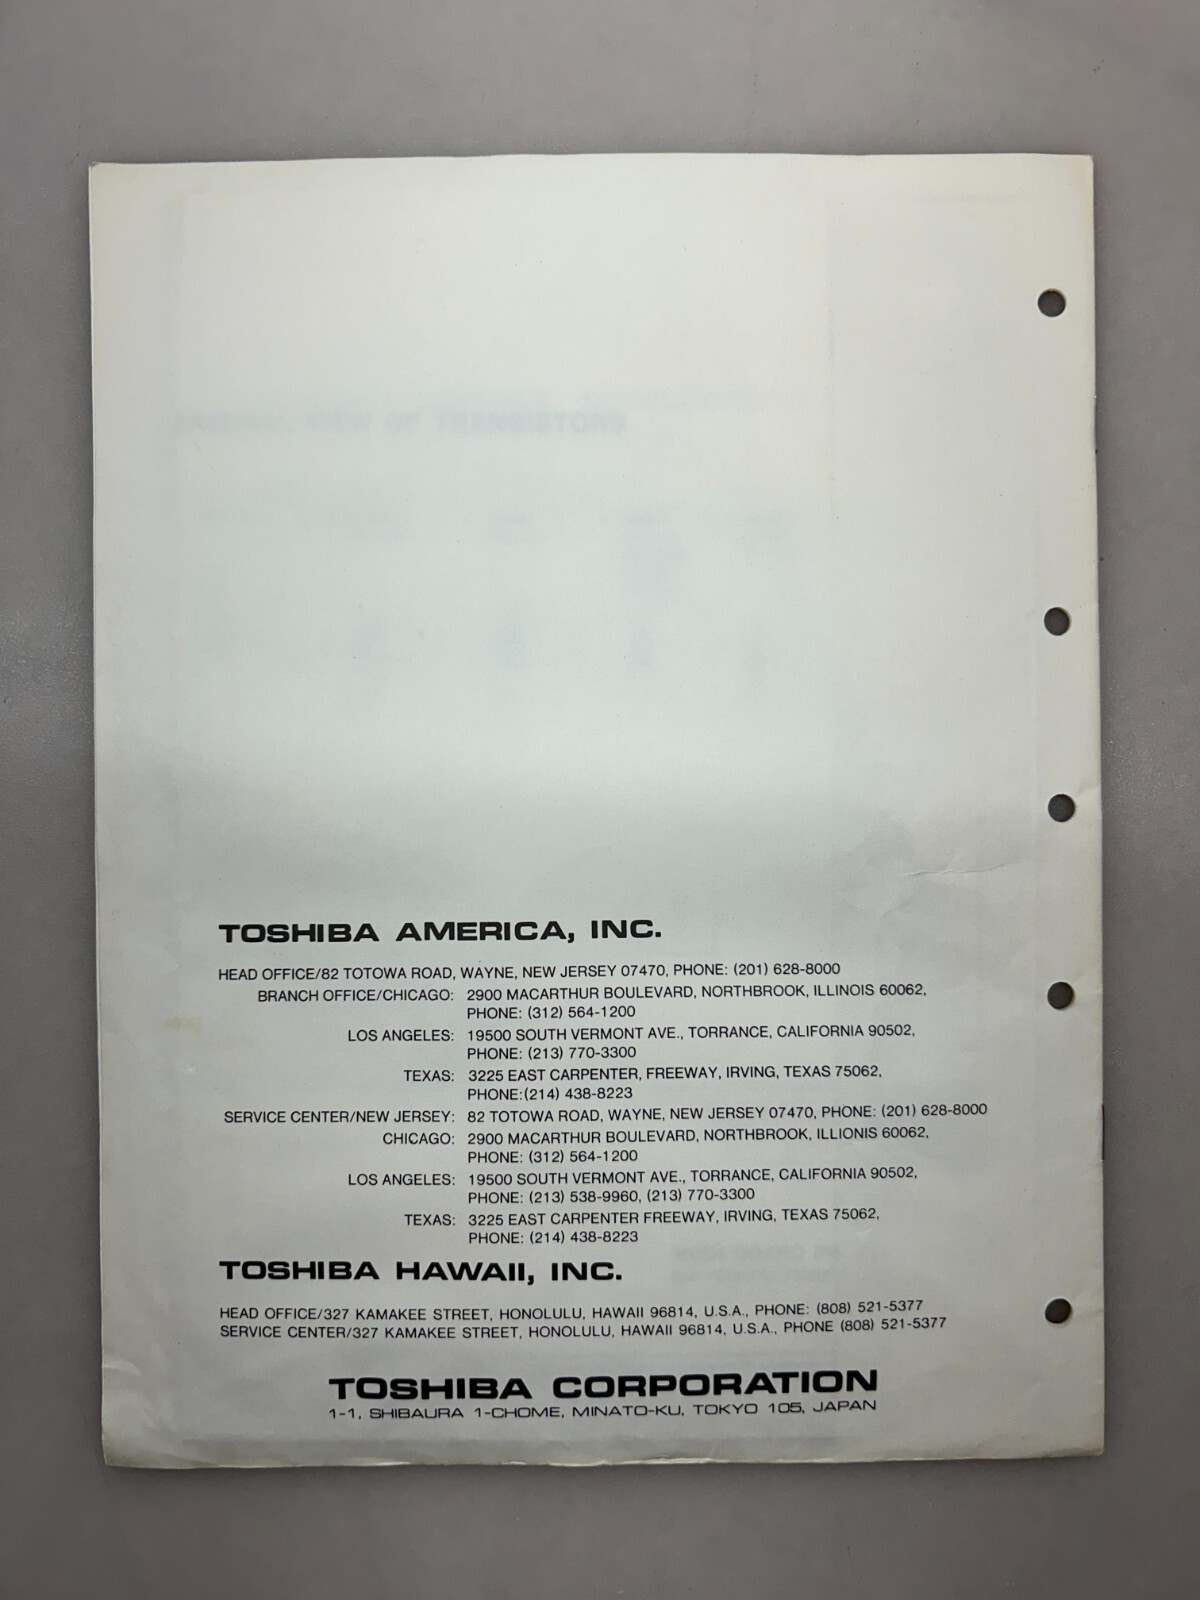 TOSHIBA AMERICA, INC.
HEAD OFFICE/82 TOTOWA ROAD, WAYNE, NEW JERSEY 07470, PHONE: (201) 628-8000
BRANCH OFFICE/CHICAGO: 2900 MACARTHUR BOULEVARD, NORTHBROOK, ILLINOIS 60062,
PHONE: (312) 564-1200
LOS ANGELES: 19500 SOUTH VERMONT AVE., TORRANCE, CALIFORNIA 90502,
PHONE: (213) 770-3300
TEXAS: 3225 EAST CARPENTER, FREEWAY, IRVING, TEXAS 75062,
PHONE:(214) 438-8223
SERVICE CENTER/NEW JERSEY: 82 TOTOWA ROAD, WAYNE, NEW JERSEY 07470, PHONE: (201) 628-8000
CHICAGO: 2900 MACARTHUR BOULEVARD, NORTHBROOK, ILLIONIS 60062,
PHONE: (312) 564-1200
LOS ANGELES: 19500 SOUTH VERMONT AVE., TORRANCE, CALIFORNIA 90502,
PHONE: (213) 538-9960, (213) 770-3300
TEXAS: 3225 EAST CARPENTER FREEWAY, IRVING, TEXAS 75062,
PHONE: (214) 438-8223
TOSHIBA HAWAII, INC.
HEAD OFFICE/327 KAMAKEE STREET, HONOLULU, HAWAII 96814, U.S.A., PHONE: (808) 521-5377
SERVICE CENTER/327 KAMAKEE STREET, HONOLULU, HAWAII 96814, U.S.A., PHONE (808) 521-5377
TOSHIBA CORPORATION
1-1, SHIBAURA 1-CHOME, MINATO-KU, TOKYO 105, JAPAN